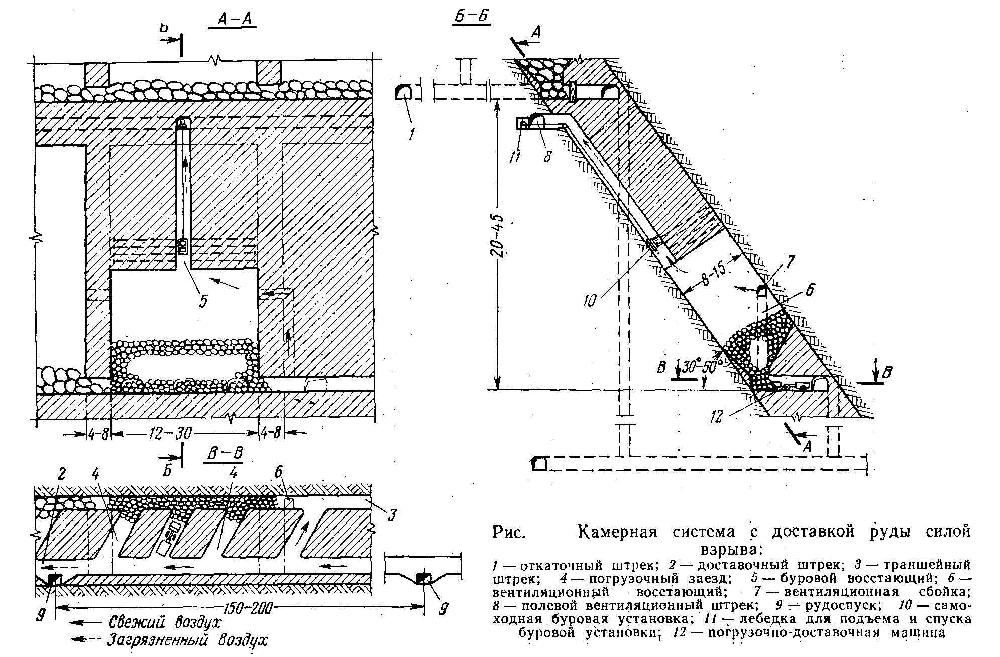 А–А
Б
5
4-8
12-30
4-8
Б–Б
А
1
11
8
20-45
8-15
7
6
10
В
30°-50°
В
12
А
В–В
Б
2
4
4
6
3
9
150-200
9
Свежий воздух
Загрязненный воздух
Рис. Камерная система с доставкой руды силой
взрыва:
1 — откаточный штрек; 2 — доставочный штрек; 3 — траншейный
штрек; 4 — погрузочный заезд; 5 — буровой восстающий; 6 —
вентиляционный восстающий; 7 — вентиляционная сбойка;
8 — полевой вентиляционный штрек; 9 — рудоспуск; 10 — само-
ходная буровая установка; 11 — лебедка для подъема и спуска
буровой установки; 12 — погрузочно-доставочная машина